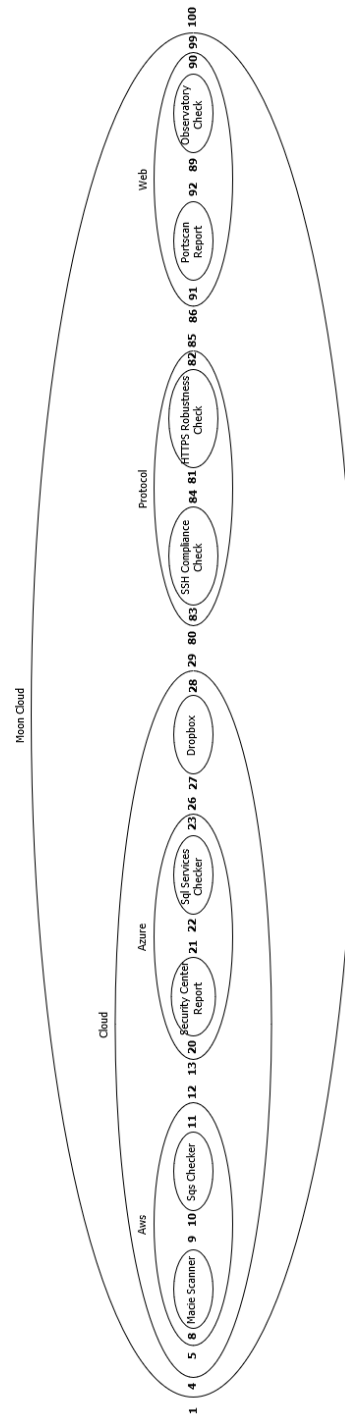 Moon Cloud
Cloud
Aws
Azure
Protocol
Web
1
4
5
8
Macie Scanner
9
10
Sqs Checker
11
12
13
20
Security Center
Report
21
22
Sql Services
Checker
23
26
27
Dropbox
28
29
80
83
SSH Compliance
Check
84
81
HTTPS Robustness
Check
82
85
86
91
Portscan
Report
92
89
Observatory
Check
90
99
100